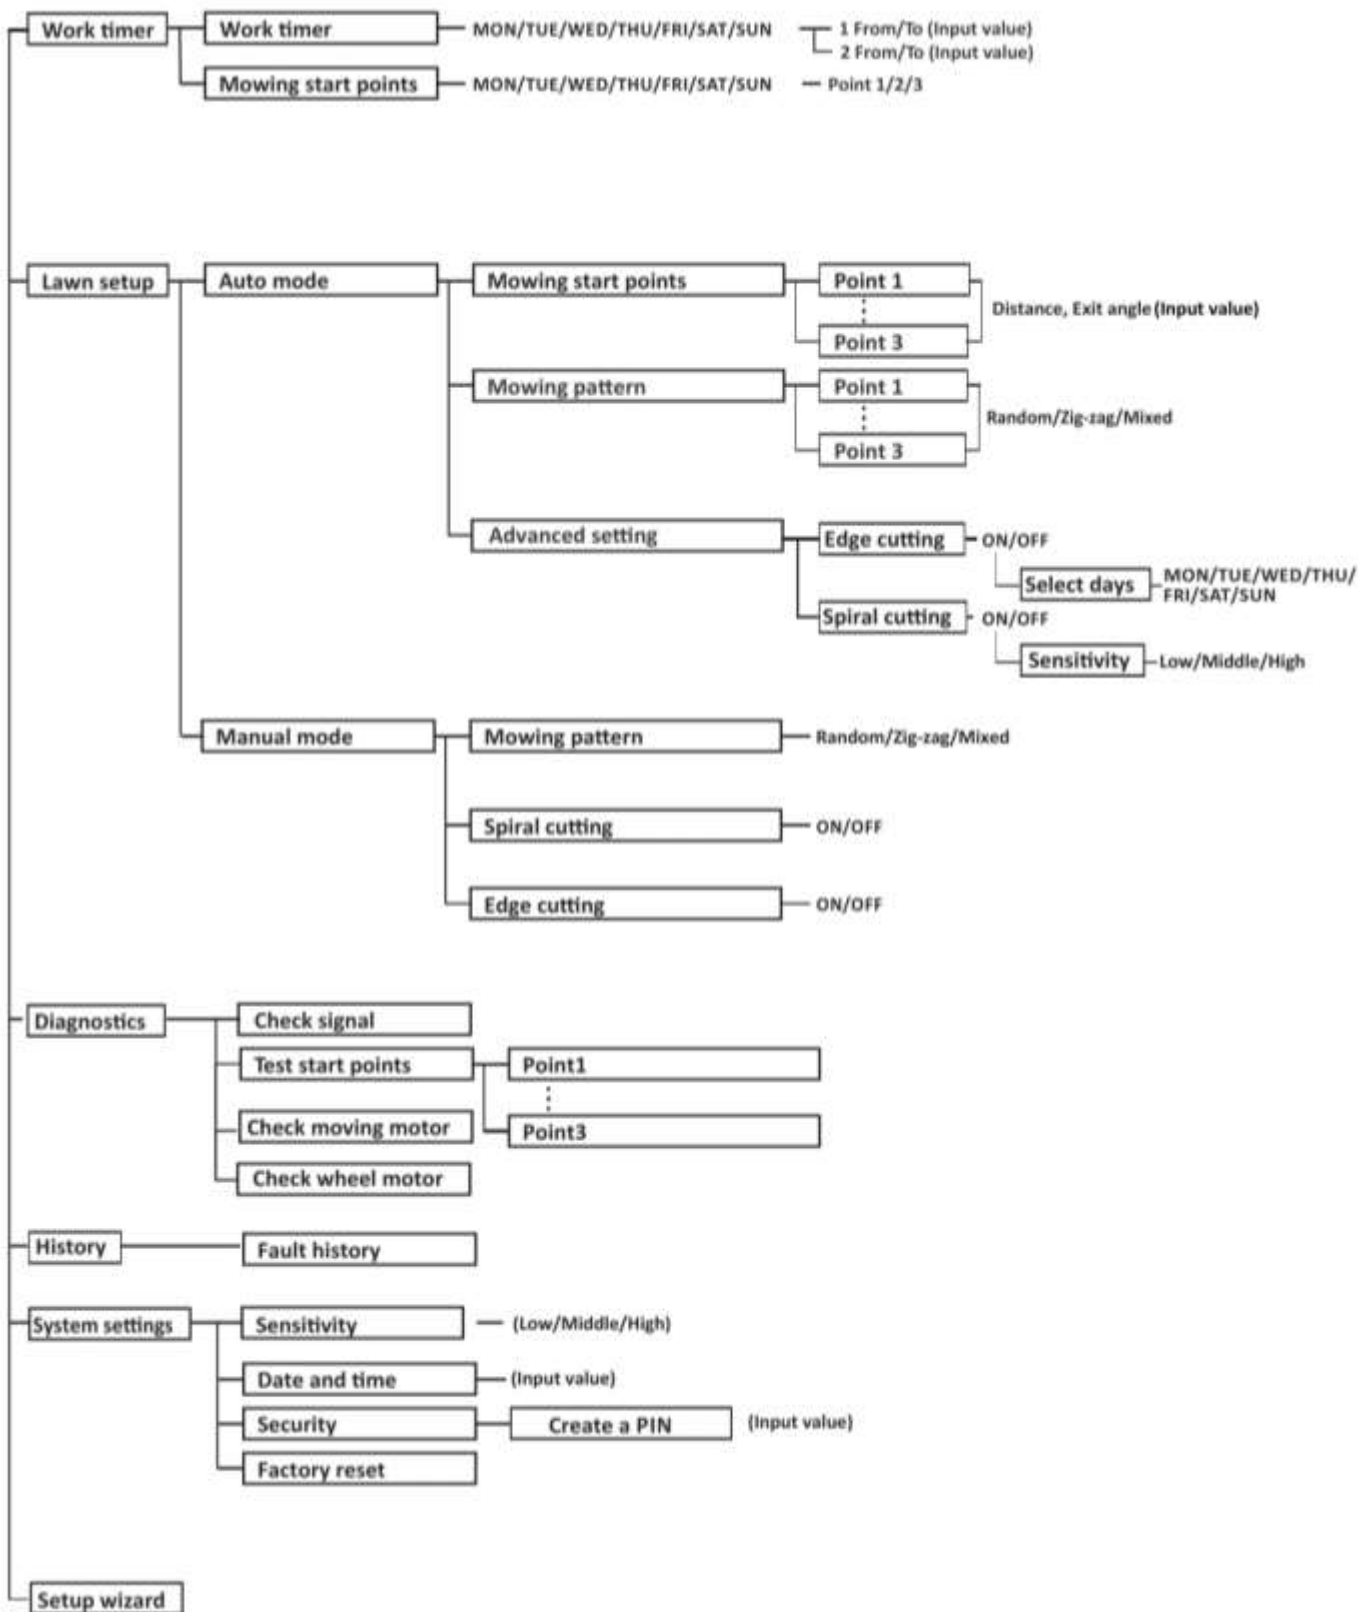 Work timer
Work timer
MON/TUE/WED/THU/FRI/SAT/SUN
1 From/To (Input value)
2 From/To (Input value)
Mowing start points
MON/TUE/WED/THU/FRI/SAT/SUN
Point 1/2/3
Lawn setup
Auto mode
Mowing start points
Point 1
Distance, Exit angle (Input value)
Point 3
Mowing pattern
Point 1
Random/Zig-zag/Mixed
Point 3
Advanced setting
Edge cutting
ON/OFF
Select days
MON/TUE/WED/THU/
FRI/SAT/SUN
Spiral cutting
ON/OFF
Sensitivity
Low/Middle/High
Manual mode
Mowing pattern
Random/Zig-zag/Mixed
Spiral cutting
ON/OFF
Edge cutting
ON/OFF
Diagnostics
Check signal
Test start points
Point1
Check moving motor
Point3
Check wheel motor
History
Fault history
System settings
Sensitivity
(Low/Middle/High)
Date and time
(Input value)
Security
Create a PIN
(Input value)
Factory reset
Setup wizard